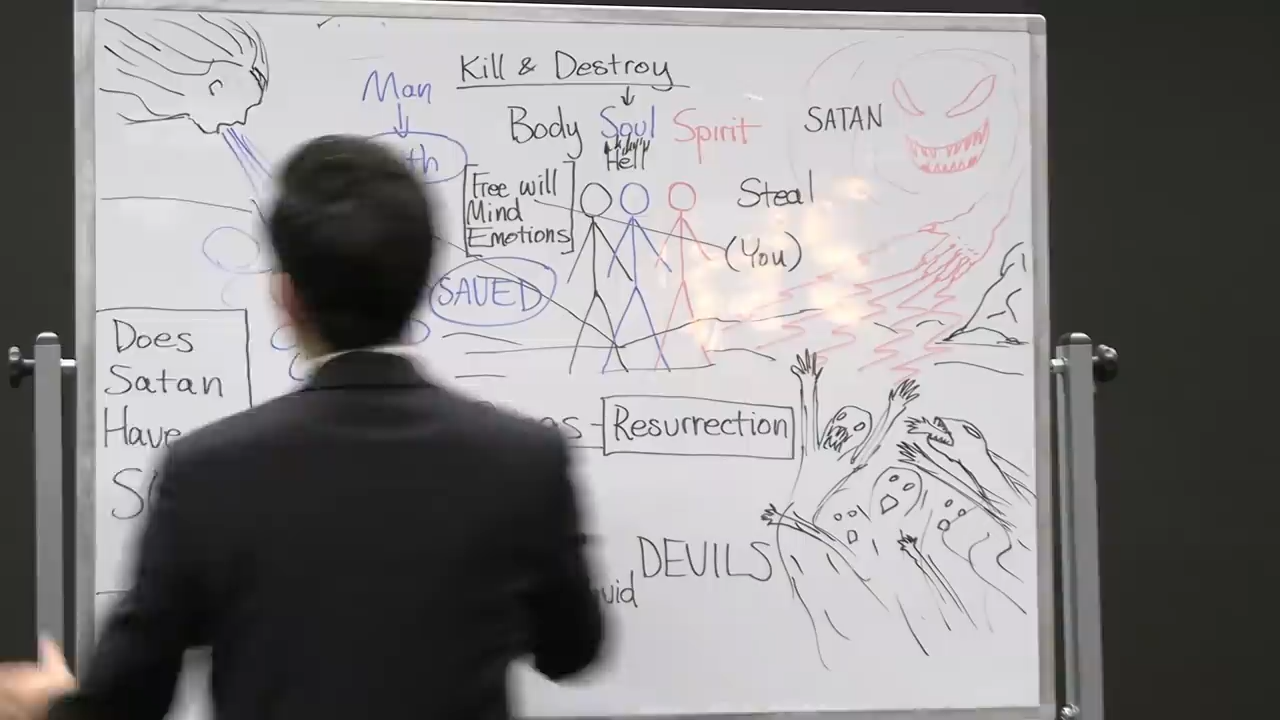 Kill & Destroy
Man
Body Soul Spirit
Hell
SATAN
Free will
Mind
Emotions
Steal
(You)
SAVED
Does
Satan
Have
Resurrection
DEVILS